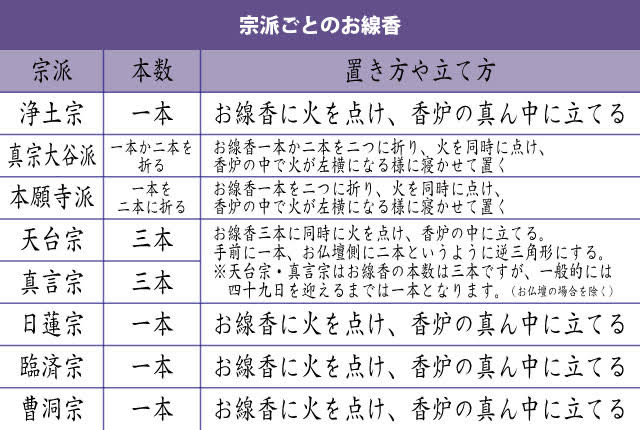 宗派ごとのお線香
宗派 本数 置き方や立て方
浄土宗 一本 お線香に火を点け、香炉の真ん中に立てる
真宗大谷派 一本か二本を折る お線香一本か二本を二つに折り、火を同時に点け、
香炉の中で火が左横になる様に寝かせて置く
本願寺派 一本を二本に折る お線香一本を二つに折り、火を同時に点け、
香炉の中で火が左横になる様に寝かせて置く
天台宗 三本 お線香三本に同時に火を点け、香炉の中に立てる。
手前に一本、お仏壇側に二本というように逆三角形にする。
真言宗 三本 ※天台宗・真言宗はお線香の本数は三本ですが、一般的には
四十九日を迎えるまでは一本となります。(お仏壇の場合を除く)
日蓮宗 一本 お線香に火を点け、香炉の真ん中に立てる
臨済宗 一本 お線香に火を点け、香炉の真ん中に立てる
曹洞宗 一本 お線香に火を点け、香炉の真ん中に立てる